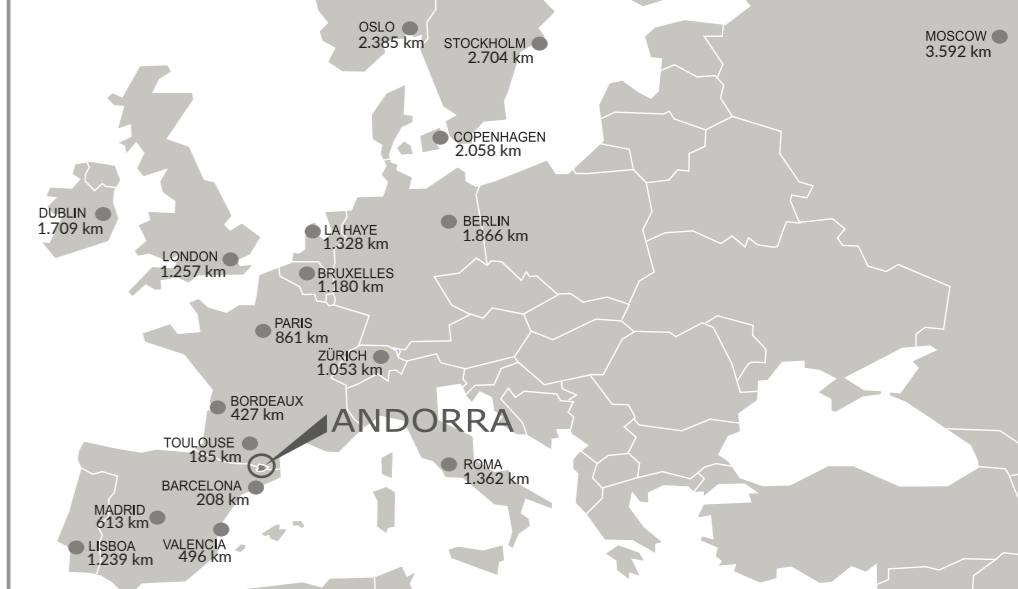 OSLO
2.385 km
STOCKHOLM
2.704 km
MOSCOW
3.592 km
COPENHAGEN
2.058 km
DUBLIN
1.709 km
LA HAYE
1.328 km
BERLIN
1.866 km
LONDON
1.257 km
BRUXELLES
1.180 km
PARIS
861 km
ZÜRICH
1.053 km
BORDEAUX
427 km
ANDORRA
TOULOUSE
185 km
ROMA
1.362 km
BARCELONA
208 km
MADRID
613 km
LISBOA
1.239 km
VALENCIA
496 km